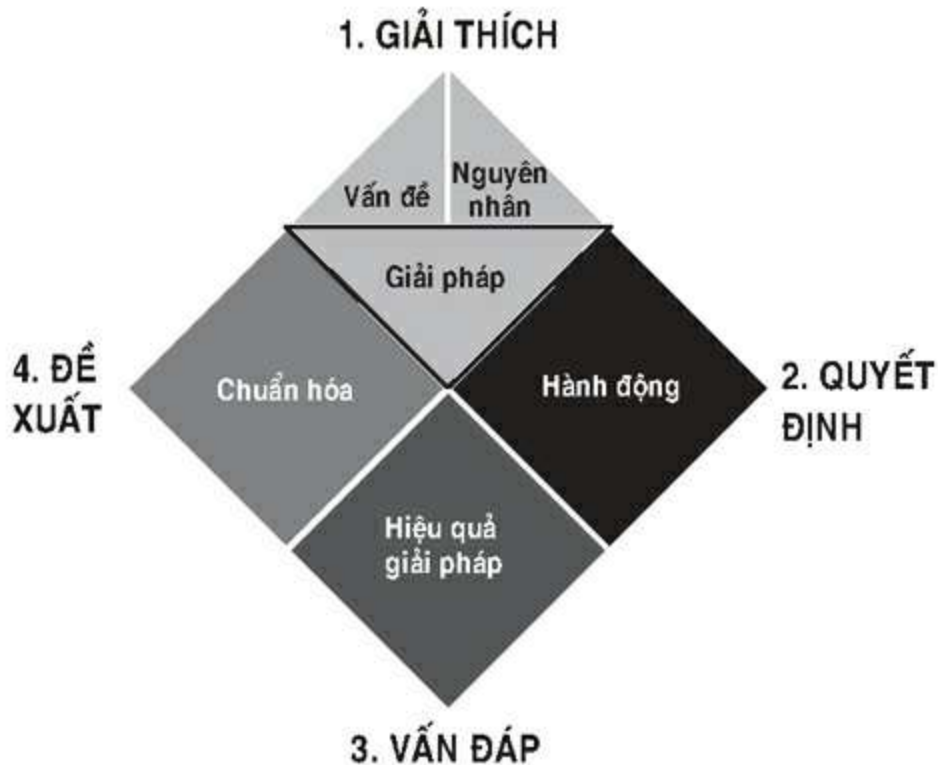 1. GIẢI THÍCH
Vấn đề
Nguyên
nhân
Giải pháp
4. ĐỀ
XUẤT
Chuẩn hóa
Hành động
2. QUYẾT
ĐỊNH
Hiệu quả
giải pháp
3. VẤN ĐÁP